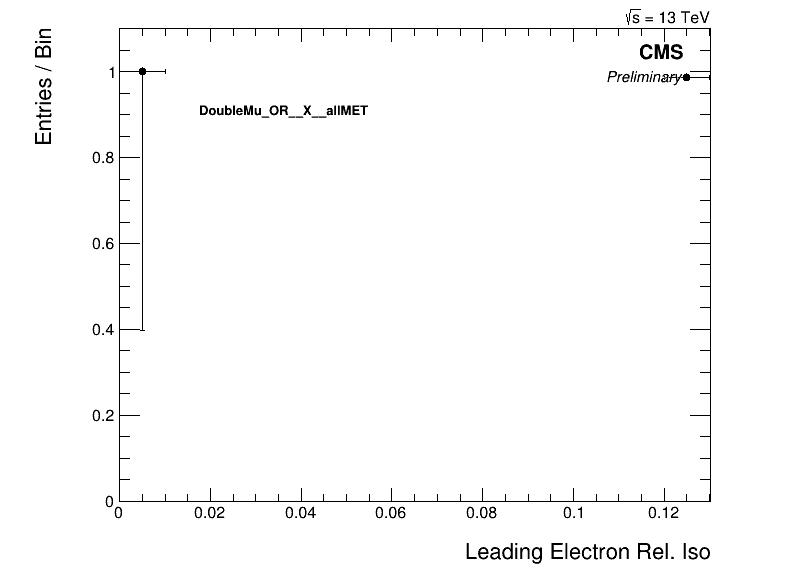 √s = 13 TeV
CMS
Preliminary
DoubleMu_OR__X__allMET
Entries / Bin
1
0.8
0.6
0.4
0.2
0
0 0.02 0.04 0.06 0.08 0.1 0.12
Leading Electron Rel. Iso